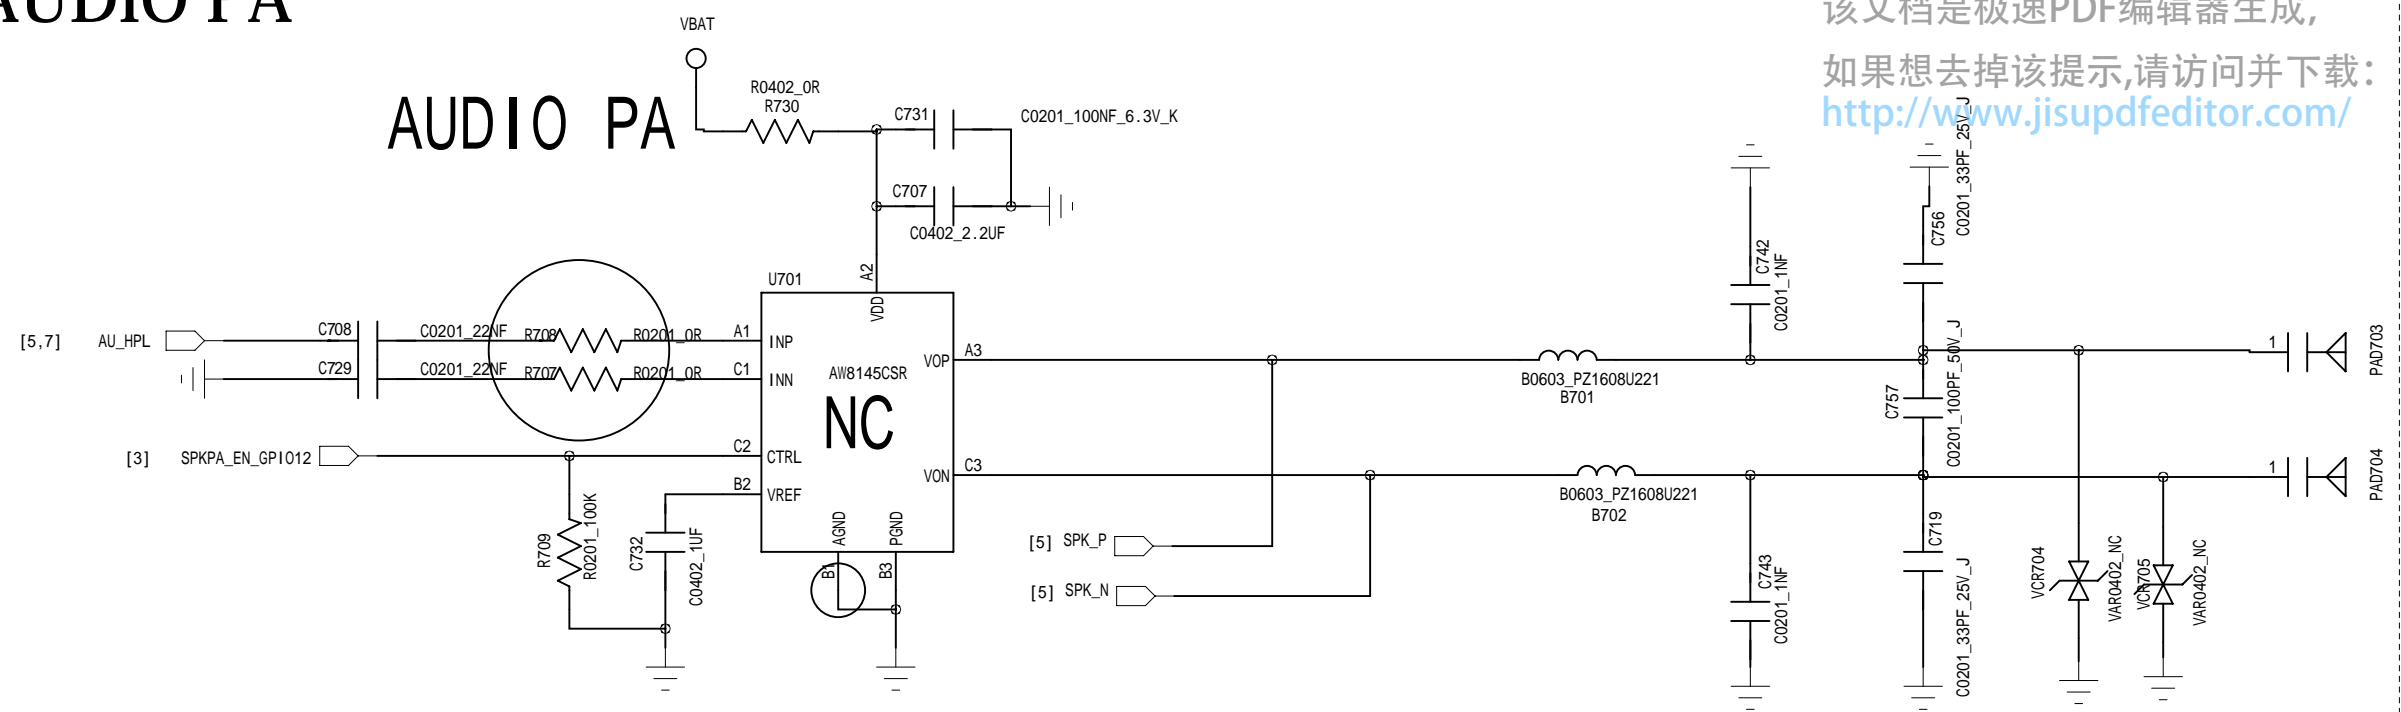 AUDIO PA
该文档是极速PDF编辑器生成,
如果想去掉该提示,请访问并下载:
http://www.jisupdfeditor.com/
VBAT
AUDIO PA
R0402_0R
R730
C731
C0201_100NF_6.3V_K
C707
C0402_2.2UF
U701
A2
VDD
[5,7]
AU_HPL
C708
C0201_22NF
R708
R0201_0R
A1
INP
C729
C0201_22NF
R707
R0201_0R
C1
INN
AW8145CSR
NC
VOP
A3
[3]
SPKPA_EN_GPIO12
C2
CTRL
B2
VREF
VON
C3
AGND
PGND
B1
B3
R709
R0201_100K
C732
C0402_1UF
[5]
SPK_P
[5]
SPK_N
B0603_PZ1608U221
B701
B0603_PZ1608U221
B702
C742
C0201_1NF
C743
C0201_1NF
C756
C0201_33PF_25V_J
C757
C0201_100PF_50V_J
C719
C0201_33PF_25V_J
VCR704
VAR0402_NC
VCR705
VAR0402_NC
1
PAD703
1
PAD704